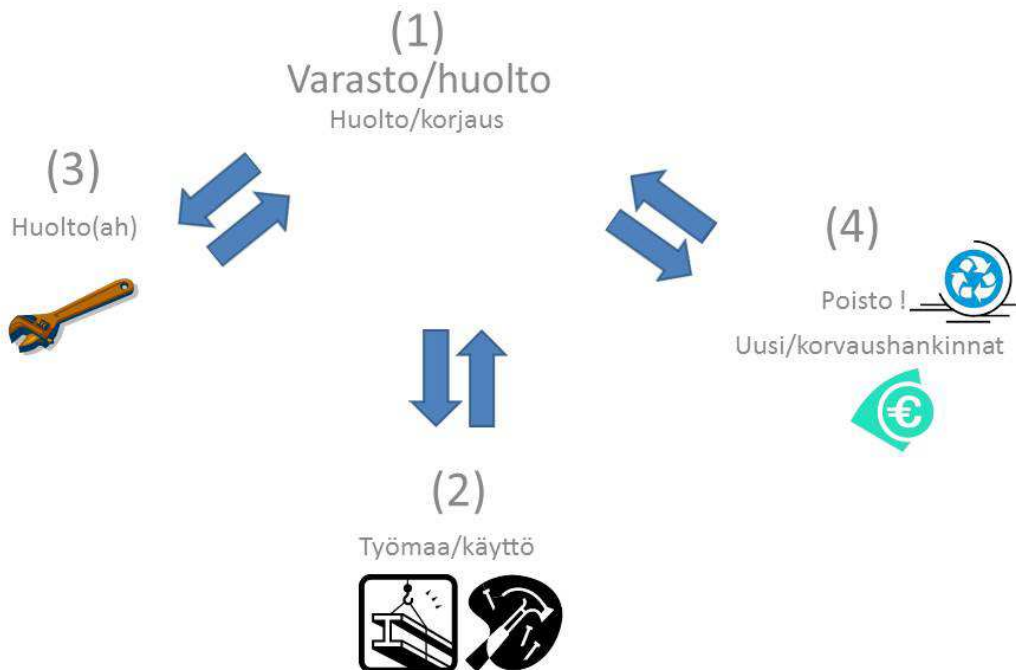 (1)
Varasto/huolto
Huolto/korjaus
(3)
Huolto(ah)
(4)
Poisto !
Uusi/korvaushankinnat
€
(2)
Työmaa/käyttö